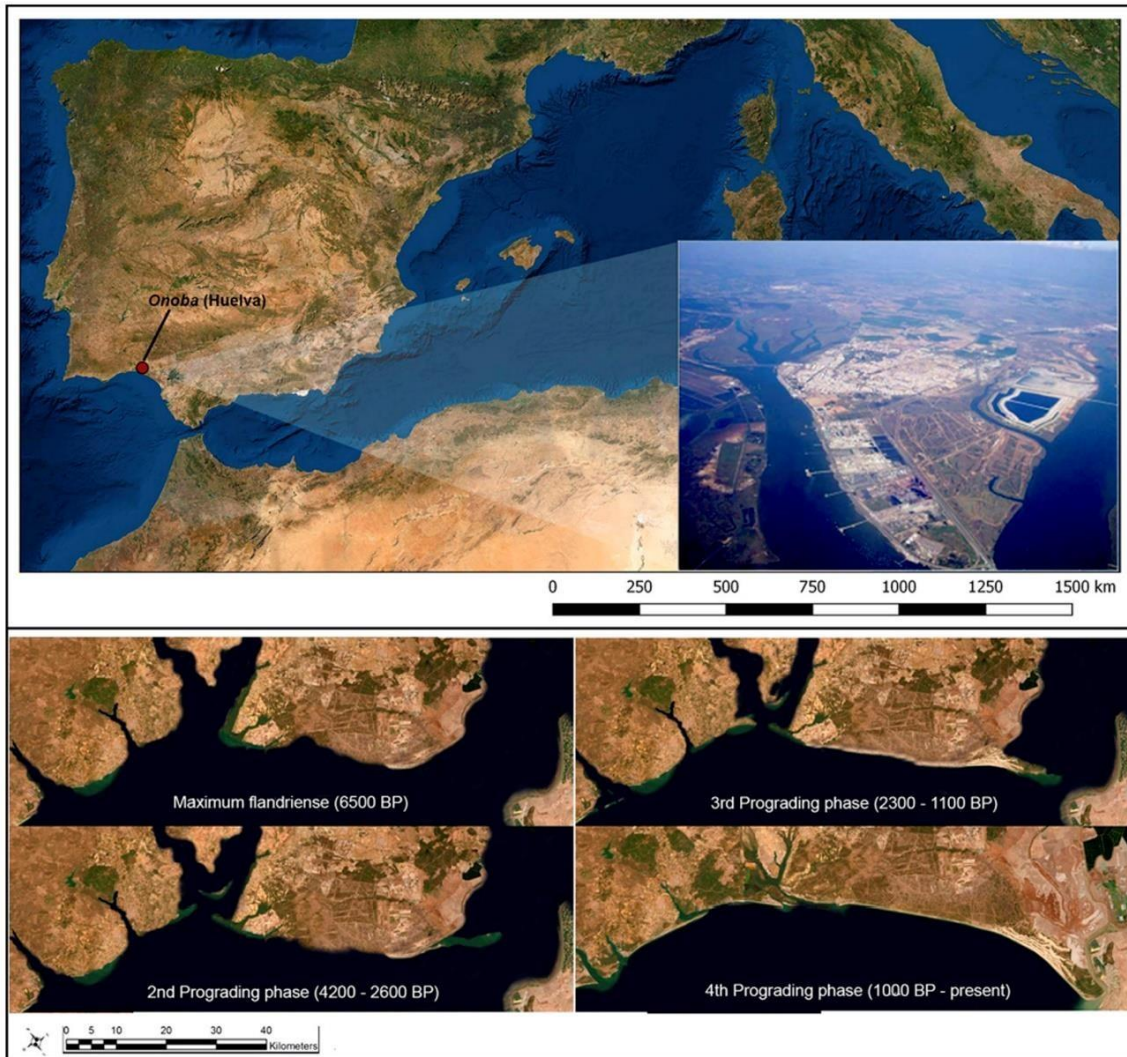 Onoba (Huelva)
0 250 500 750 1000 1250 1500 km
Maximum flandriense (6500 BP)
3rd Prograding phase (2300 - 1100 BP)
2nd Prograding phase (4200 - 2600 BP)
4th Prograding phase (1000 BP - present)
0 5 10 20 30 40
Kilometers